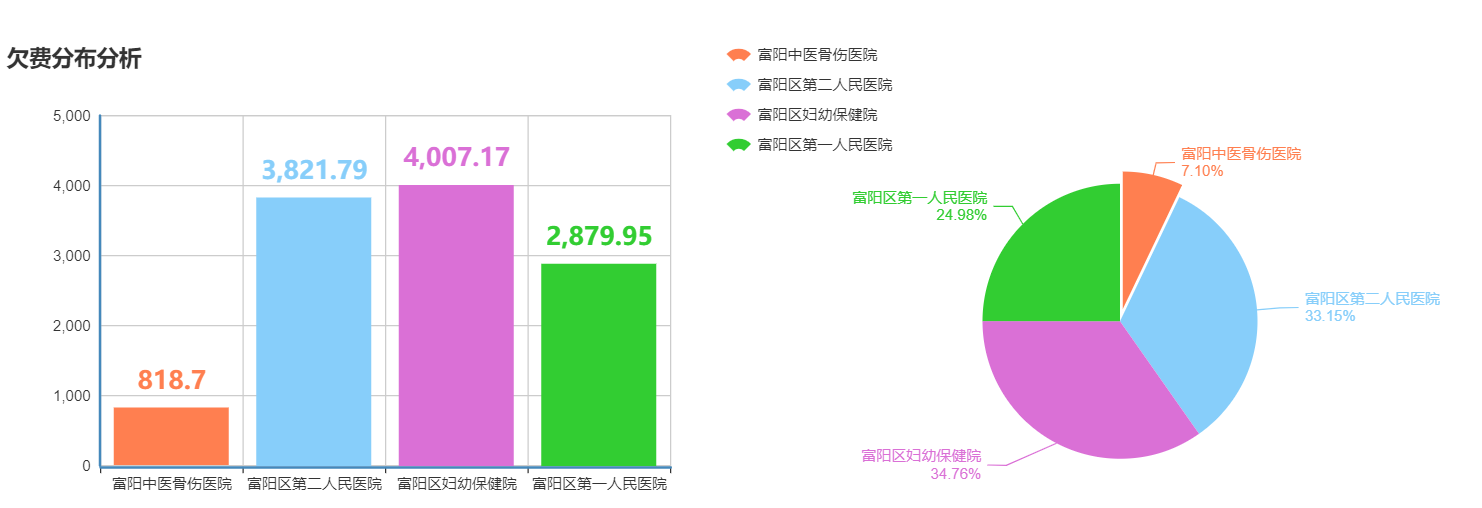 欠费分布分析
5,000
4,000
3,000
2,000
1,000
0
818.7
3,821.79
4,007.17
2,879.95
富阳中医骨伤医院
富阳区第二人民医院
富阳区妇幼保健院
富阳区第一人民医院
富阳中医骨伤医院
富阳区第二人民医院
富阳区妇幼保健院
富阳区第一人民医院
富阳中医骨伤医院
7.10%
富阳区第一人民医院
24.98%
富阳区第二人民医院
33.15%
富阳区妇幼保健院
34.76%